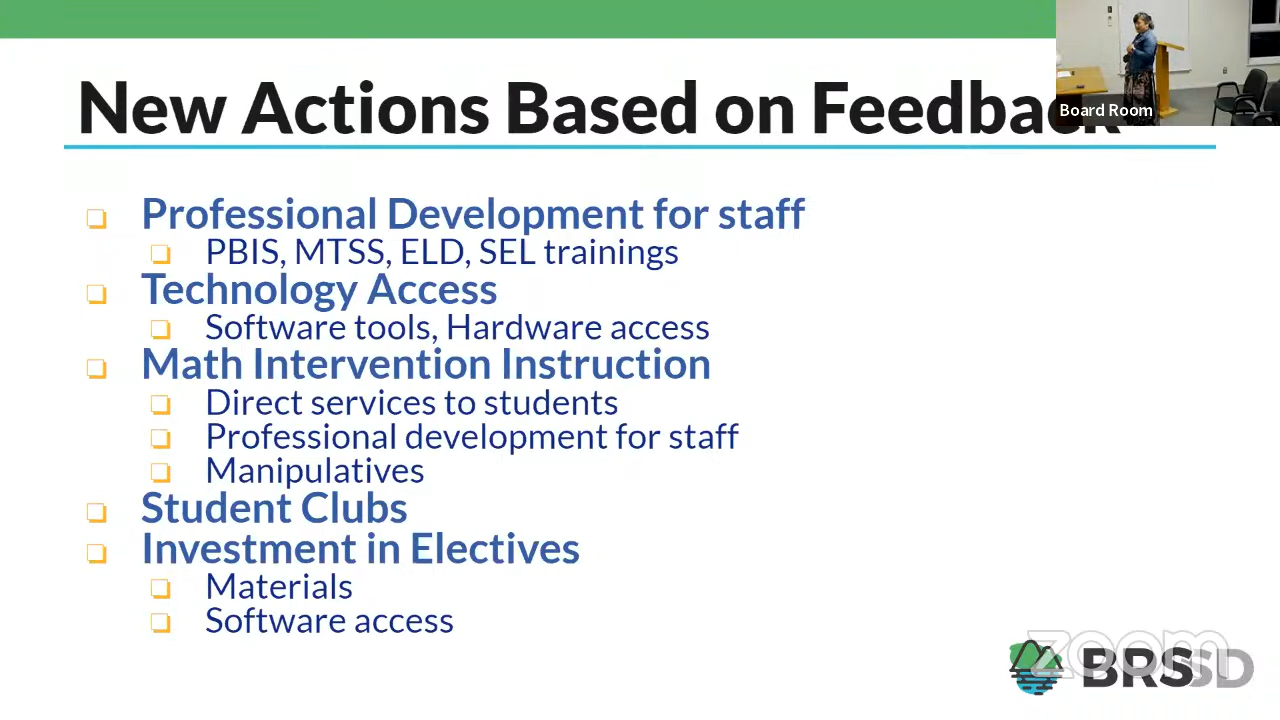 New Actions Based on Feedback
Board Room
Professional Development for staff
PBIS, MTSS, ELD, SEL trainings
Technology Access
Software tools, Hardware access
Math Intervention Instruction
Direct services to students
Professional development for staff
Manipulatives
Student Clubs
Investment in Electives
Materials
Software access
zoom
BRSSD